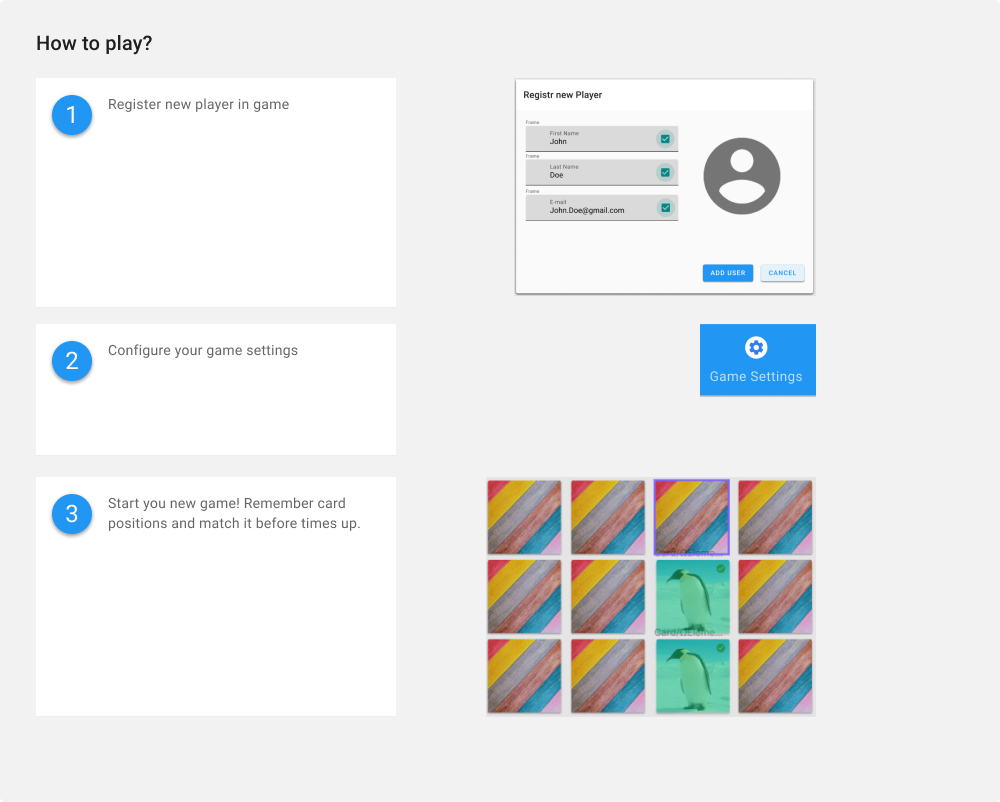 How to play?
1
Register new player in game
Registr new Player
Frame
First Name
John
Frame
Last Name
Doe
Frame
E-mail
John.Doe@gmail.com
ADD USER
CANCEL
2
Configure your game settings
Game Settings
3
Start you new game! Remember card
positions and match it before times up.